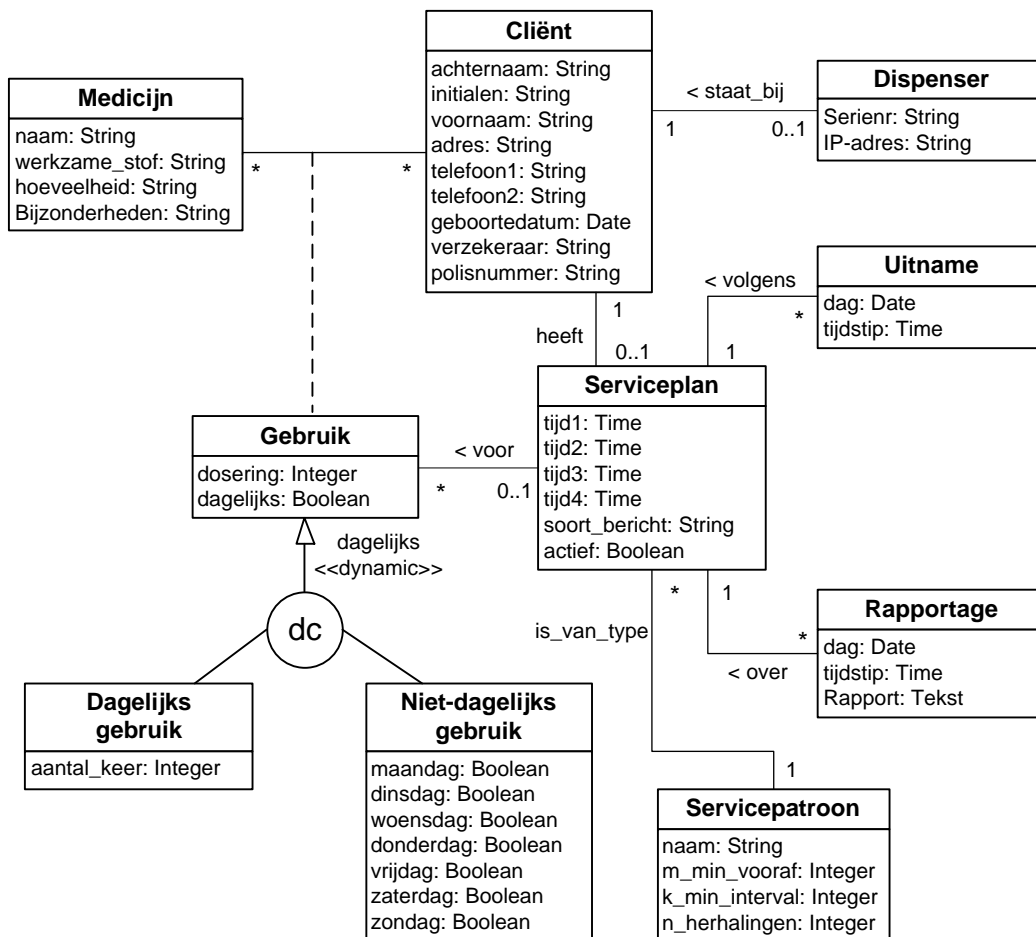 Cliënt
achternaam: String
initialen: String
voornaam: String
adres: String
telefoon1: String
telefoon2: String
geboortedatum: Date
verzekeraar: String
polisnummer: String
Medicijn
naam: String
werkzame_stof: String
hoeveelheid: String
Bijzonderheden: String
*
*
< staat_bij
1
0..1
Dispenser
Serienr: String
IP-adres: String
Uitname
dag: Date
tijdstip: Time
< volgens
*
1
1
heeft
0..1
Serviceplan
tijd1: Time
tijd2: Time
tijd3: Time
tijd4: Time
soort_bericht: String
actief: Boolean
Gebruik
dosering: Integer
dagelijks: Boolean
< voor
*
0..1
dagelijks
<<dynamic>>
dc
Dagelijks
gebruik
aantal_keer: Integer
Niet-dagelijks
gebruik
maandag: Boolean
dinsdag: Boolean
woensdag: Boolean
donderdag: Boolean
vrijdag: Boolean
zaterdag: Boolean
zondag: Boolean
*
1
is_van_type
*
< over
Rapportage
dag: Date
tijdstip: Time
Rapport: Tekst
1
Servicepatroon
naam: String
m_min_vooraf: Integer
k_min_interval: Integer
n_herhalingen: Integer